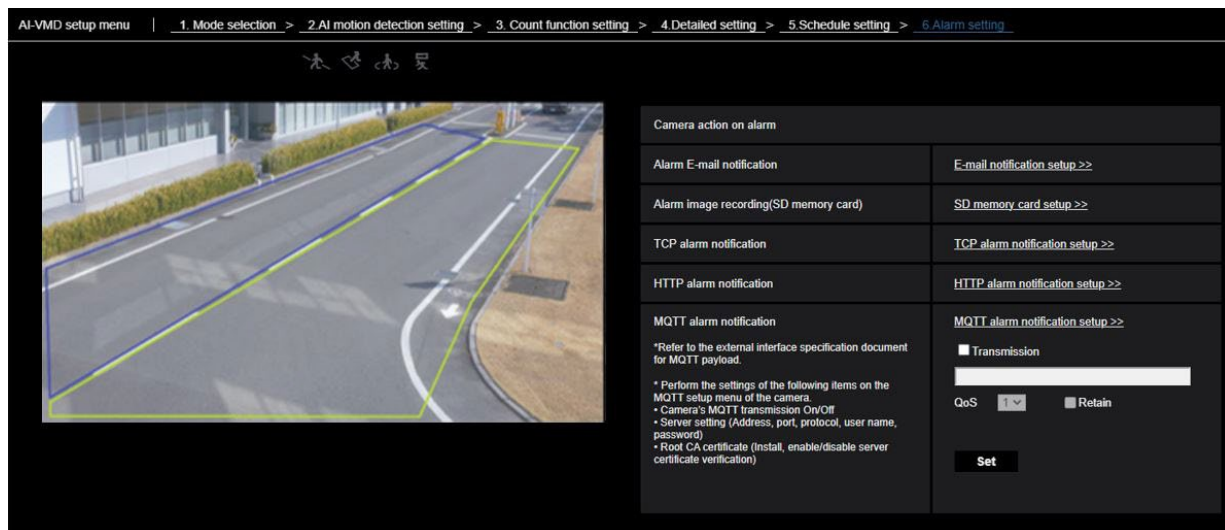 AI-VMD setup menu | 1. Mode selection > 2.AI motion detection setting > 3. Count function setting > 4.Detailed setting > 5.Schedule setting > 6.Alarm setting
Camera action on alarm
Alarm E-mail notification
E-mail notification setup >>
Alarm image recording(SD memory card)
SD memory card setup >>
TCP alarm notification
TCP alarm notification setup >>
HTTP alarm notification
HTTP alarm notification setup >>
MQTT alarm notification
*Refer to the external interface specification document
for MQTT payload.
* Perform the settings of the following items on the
MQTT setup menu of the camera.
• Camera's MQTT transmission On/Off
• Server setting (Address, port, protocol, user name,
password)
• Root CA certificate (Install, enable/disable server
certificate verification)
MQTT alarm notification setup >>
Transmission
QoS 1 Retain
Set